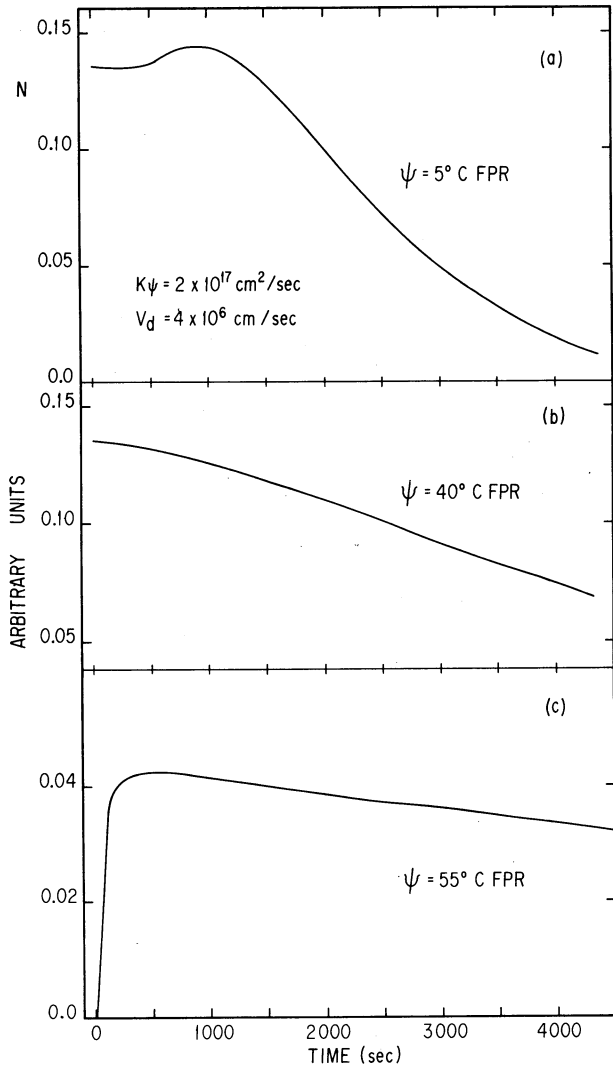 0.15
(a)
N
0.10
ψ = 5° C FPR
0.05
Kψ = 2 x 10¹⁷ cm²/sec
Vd = 4 x 10⁶ cm/sec
0.0
0.15
(b)
ψ = 40° C FPR
0.10
ARBITRARY UNITS
0.05
(c)
0.04
ψ = 55° C FPR
0.02
0.0
0 1000 2000 3000 4000
TIME (sec)